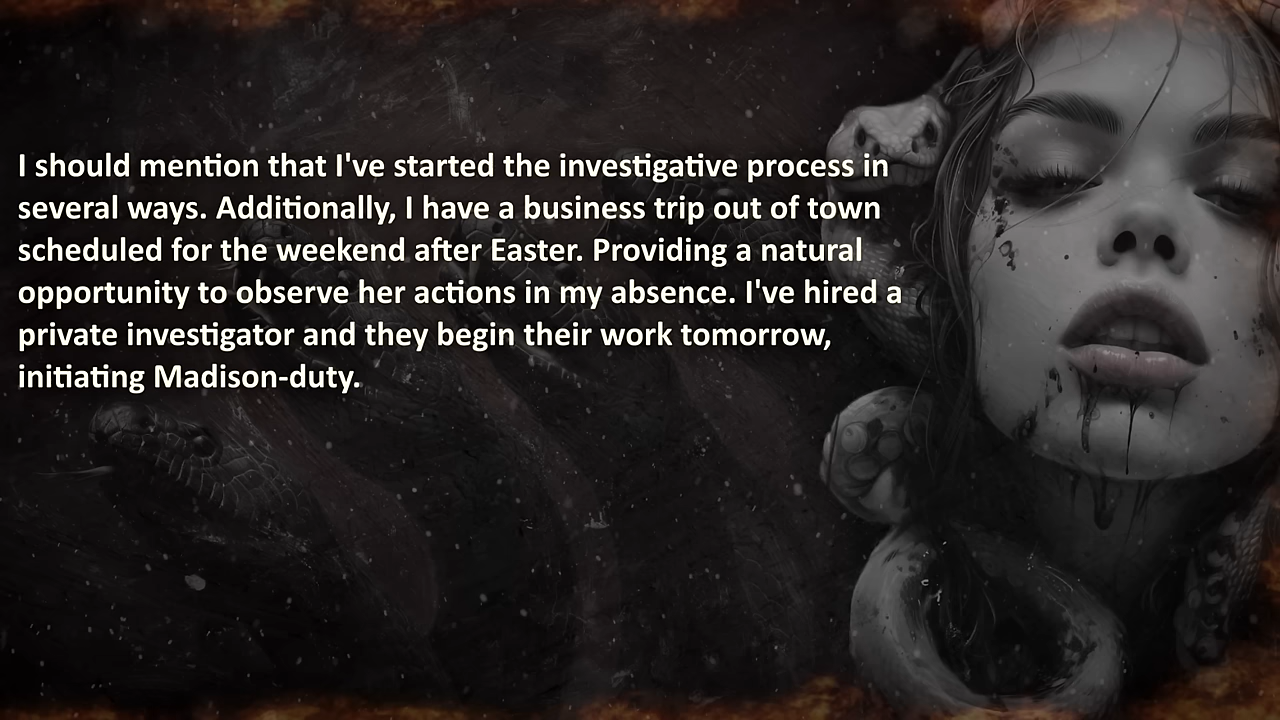 I should mention that I've started the investigative process in
several ways. Additionally, I have a business trip out of town
scheduled for the weekend after Easter. Providing a natural
opportunity to observe her actions in my absence. I've hired a
private investigator and they begin their work tomorrow,
initiating Madison-duty.